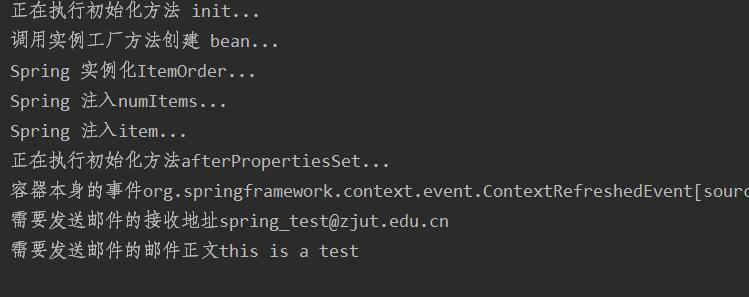 正在执行初始化方法 init...
调用实例工厂方法创建 bean...
Spring 实例化ItemOrder...
Spring 注入numItems...
Spring 注入item...
正在执行初始化方法afterPropertiesSet...
容器本身的事件org.springframework.context.event.ContextRefreshedEvent[sourc
需要发送邮件的接收地址spring_test@zjut.edu.cn
需要发送邮件的邮件正文this is a test